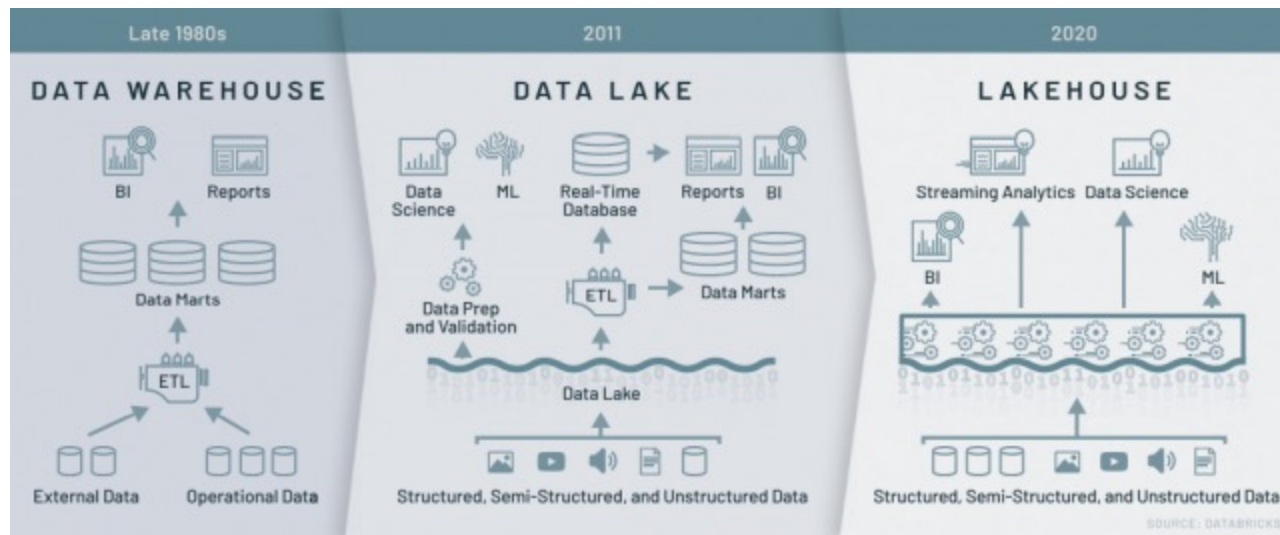 Late 1980s
DATA WAREHOUSE
BI
Reports
Data Marts
ETL
External Data
Operational Data
2011
DATA LAKE
Data
Science
ML
Real-Time
Database
Reports
BI
Data Prep
and Validation
ETL
Data Marts
Data Lake
Structured, Semi-Structured, and Unstructured Data
2020
LAKEHOUSE
Streaming Analytics
Data Science
BI
ML
Structured, Semi-Structured, and Unstructured Data
SOURCE: DATABRICKS